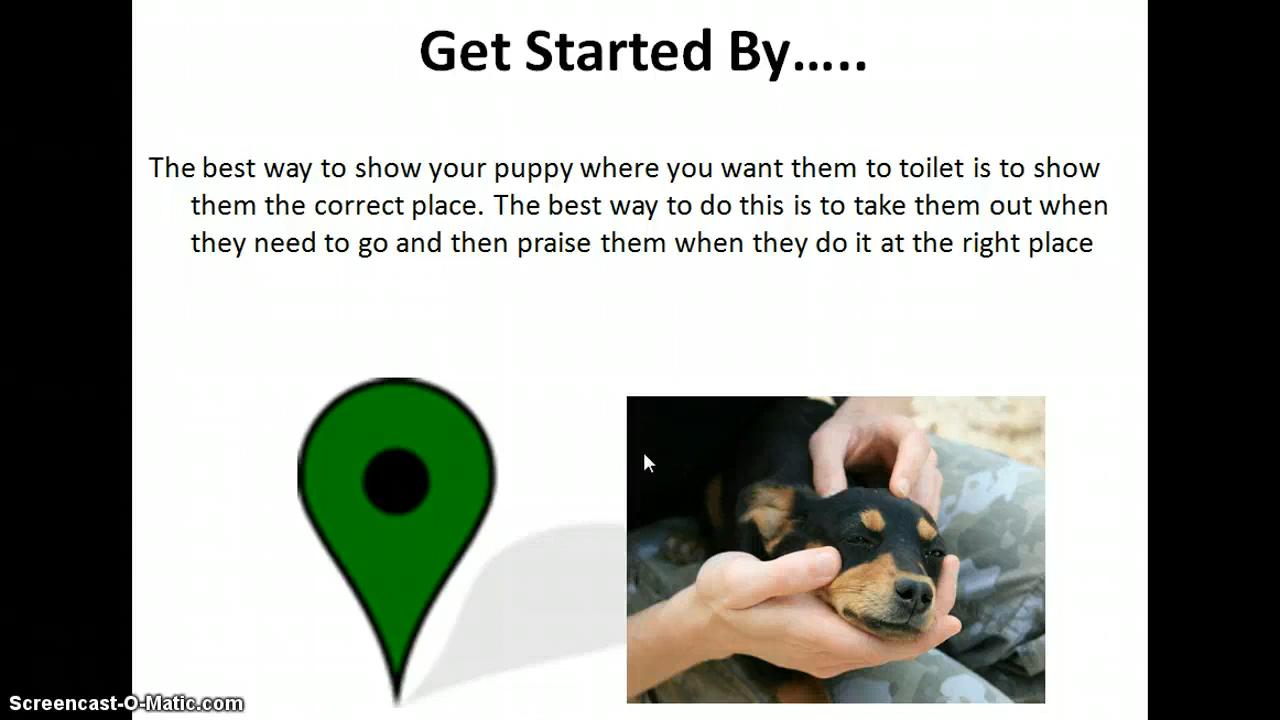 Get Started By.....
The best way to show your puppy where you want them to toilet is to show
them the correct place. The best way to do this is to take them out when
they need to go and then praise them when they do it at the right place
Screencast-O-Matic.com